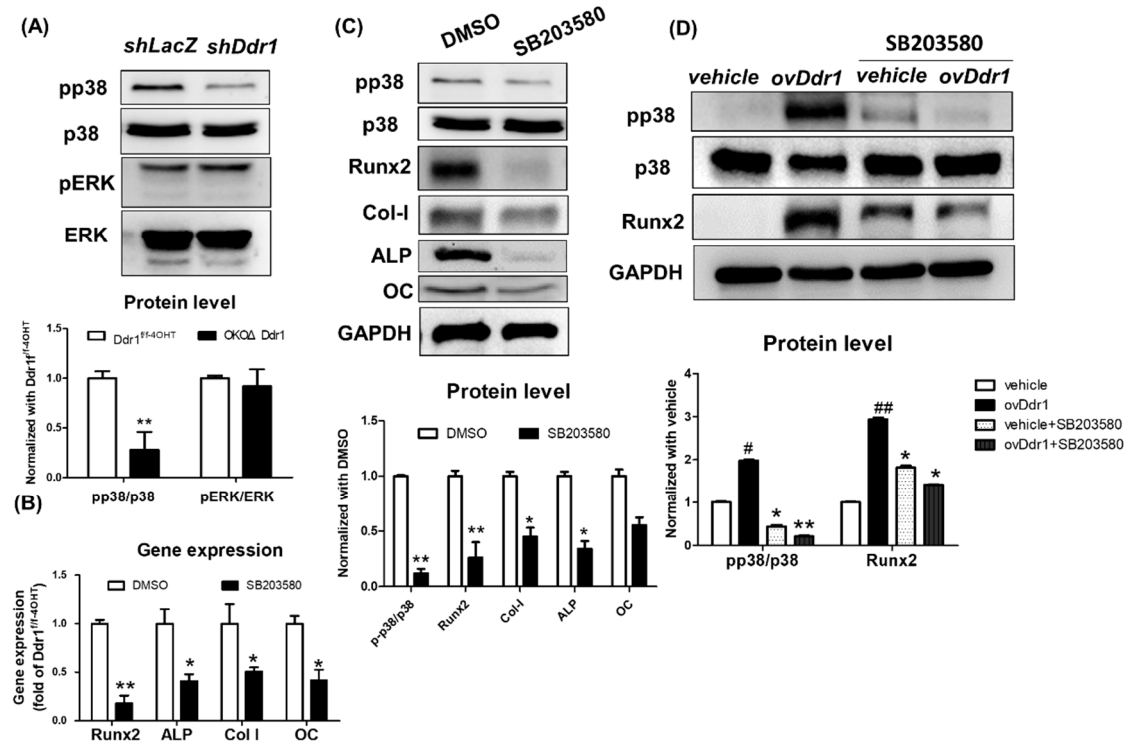 (A)
shLacZ shDdr1
pp38
p38
pERK
ERK
Protein level
Normalized with Ddr1f/f-4OHT
1.5
1.0
0.5
0.0
Ddr1f/f-4OHT
OKOΔ Ddr1
**
pp38/p38
pERK/ERK
(B)
Gene expression
Gene expression
(fold of Ddr1f/f-4OHT)
1.5
1.0
0.5
0.0
DMSO
SB203580
**
*
*
*
Runx2
ALP
Col I
OC
(C)
DMSO
SB203580
pp38
p38
Runx2
Col-I
ALP
OC
GAPDH
Protein level
Normalized with DMSO
1.5
1.0
0.5
0.0
DMSO
SB203580
**
**
*
*
p-p38/p38
Runx2
Col-I
ALP
OC
(D)
SB203580
vehicle ovDdr1 vehicle ovDdr1
pp38
p38
Runx2
GAPDH
Protein level
Normalized with vehicle
4
3
2
1
0
#
*
**
##
*
*
pp38/p38
Runx2
vehicle
ovDdr1
vehicle+SB203580
ovDdr1+SB203580